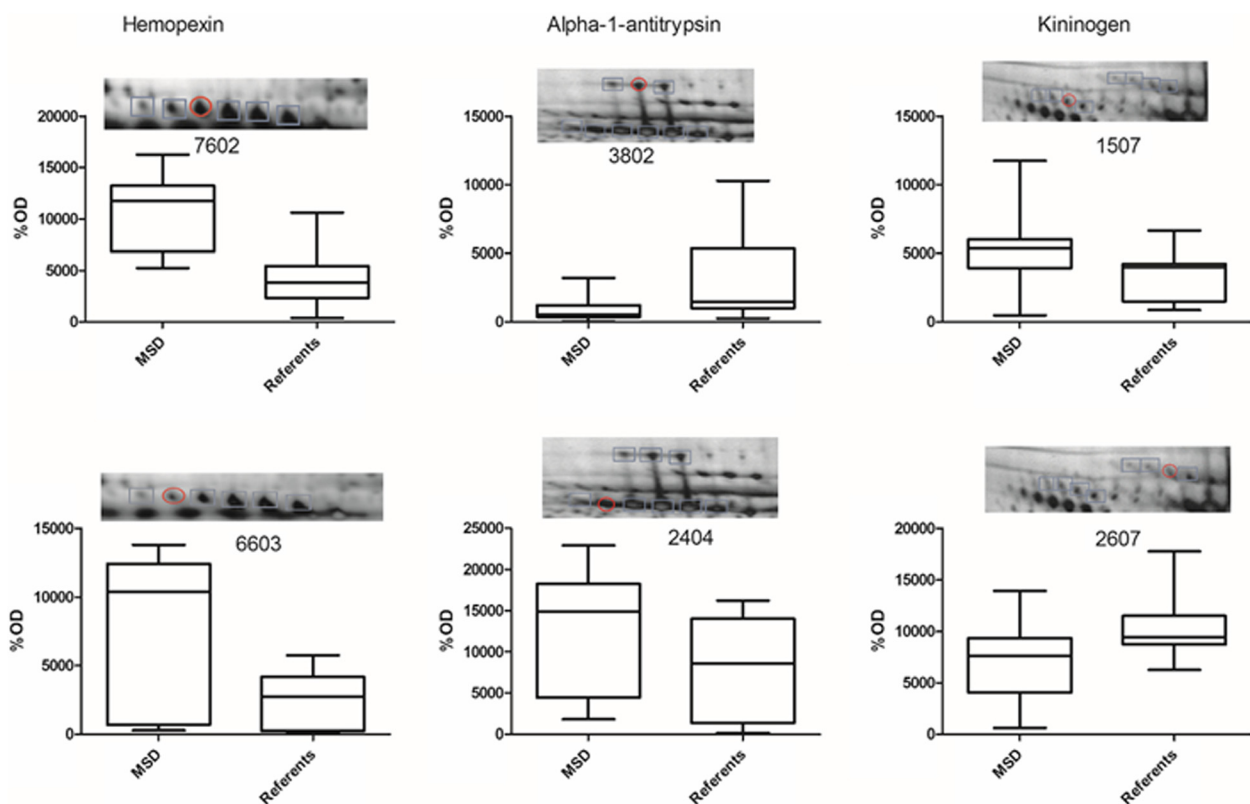 Hemopexin
Alpha-1-antitrypsin
Kininogen
7602
%OD
20000
15000
10000
5000
0
MSD
Referents
3802
%OD
15000
10000
5000
0
MSD
Referents
1507
%OD
15000
10000
5000
0
MSD
Referents
6603
%OD
15000
10000
5000
0
MSD
Referents
2404
%OD
25000
20000
15000
10000
5000
0
MSD
Referents
2607
%OD
20000
15000
10000
5000
0
MSD
Referents